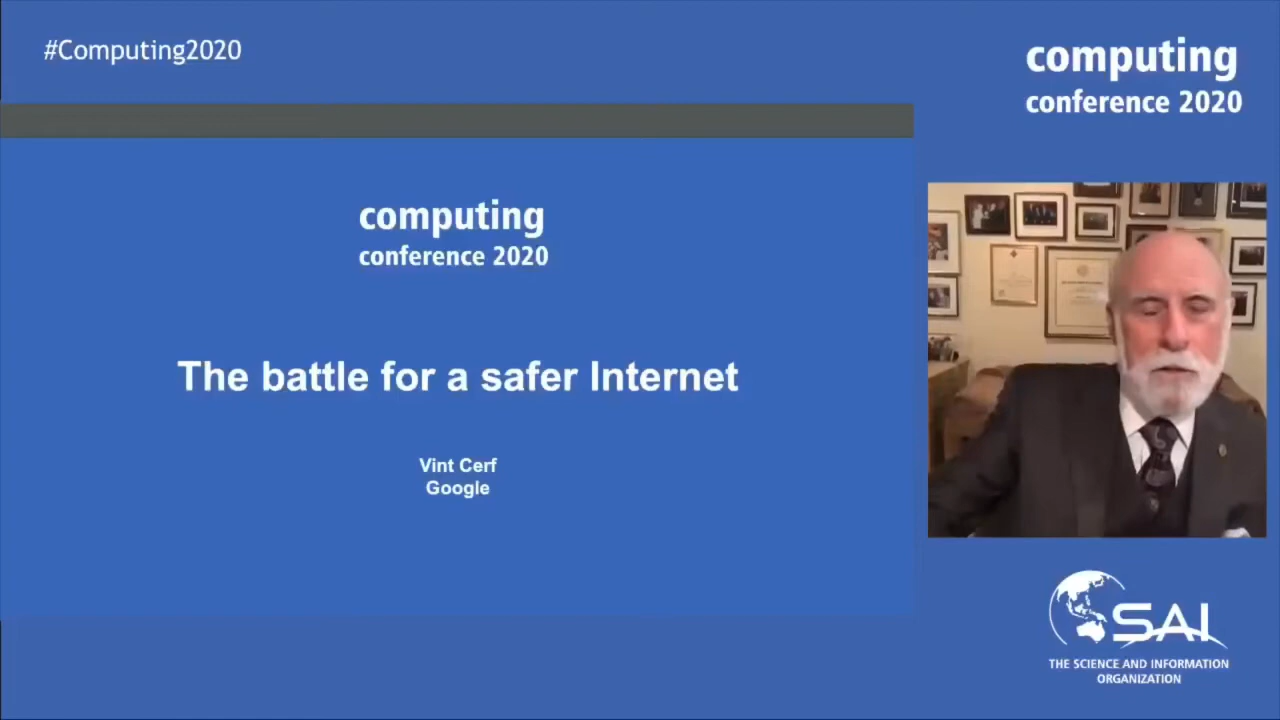 #Computing2020
computing
conference 2020
computing
conference 2020
The battle for a safer Internet
Vint Cerf
Google
SAI
THE SCIENCE AND INFORMATION
ORGANIZATION